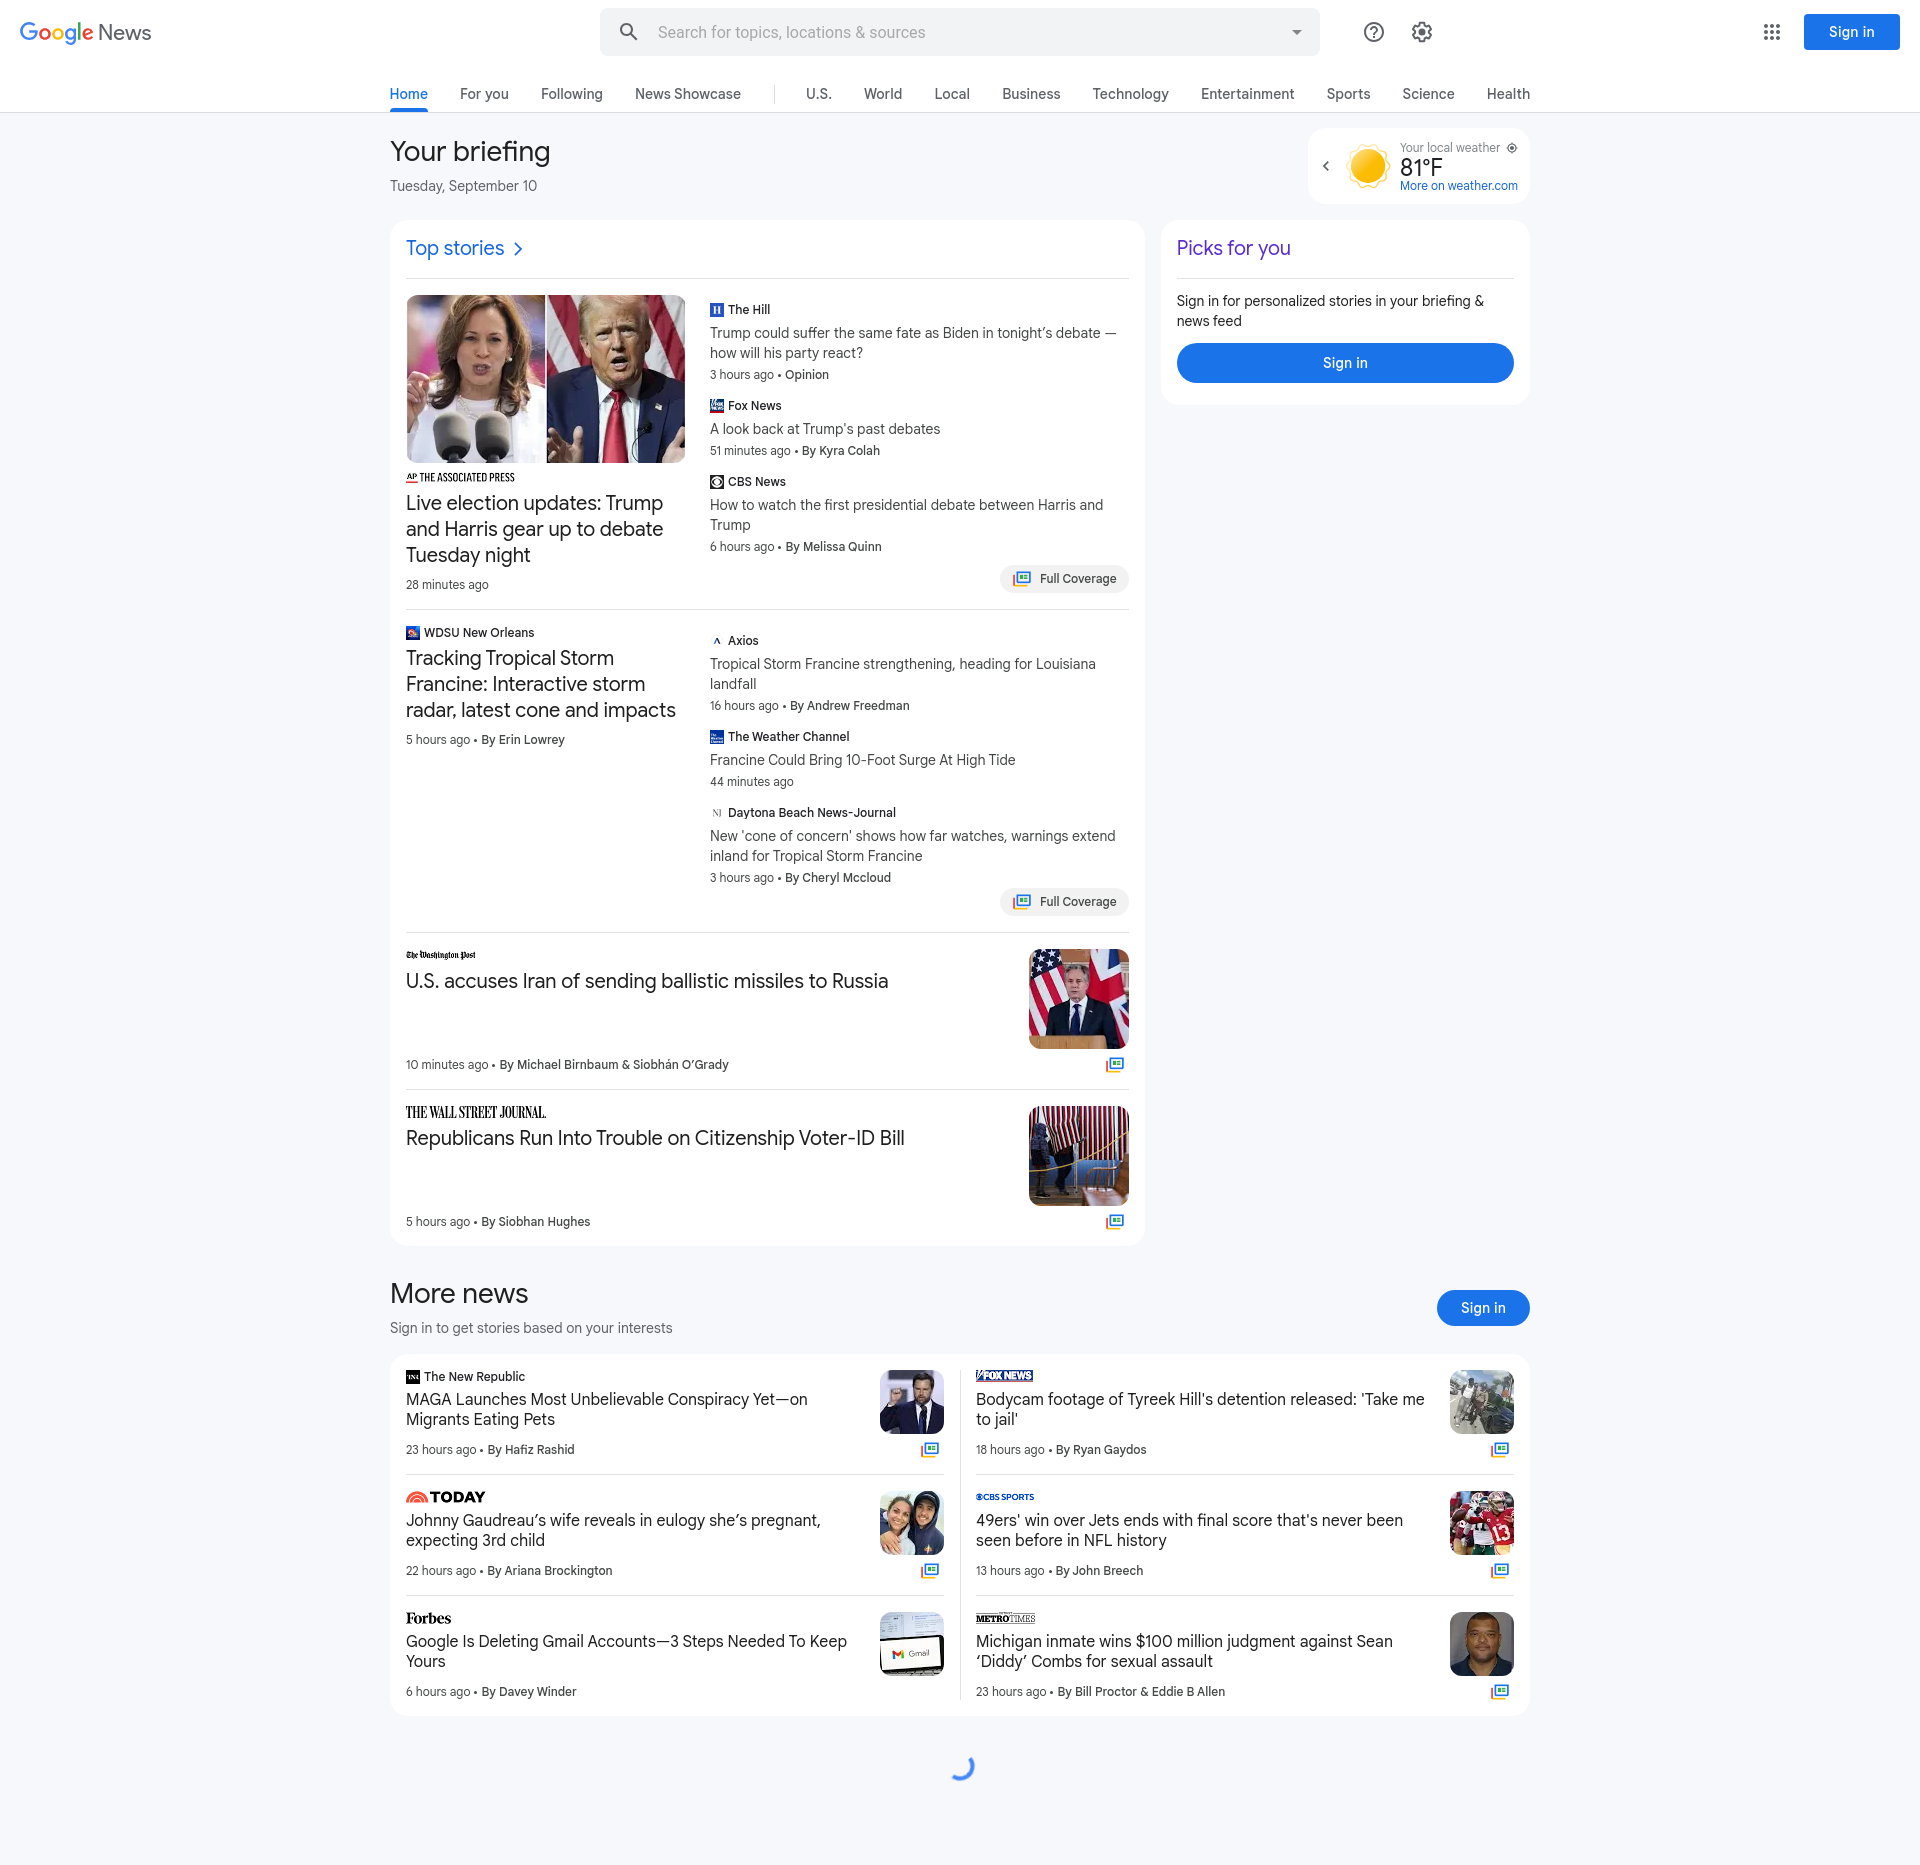 Google News
Search for topics, locations & sources
Sign in
Home
For you
Following
News Showcase
U.S.
World
Local
Business
Technology
Entertainment
Sports
Science
Health
Your briefing
Tuesday, September 10
Your local weather
81°F
More on weather.com
Top stories
Picks for you
Sign in for personalized stories in your briefing &
news feed
Sign in
AP THE ASSOCIATED PRESS
Live election updates: Trump
and Harris gear up to debate
Tuesday night
28 minutes ago
The Hill
Trump could suffer the same fate as Biden in tonight’s debate —
how will his party react?
3 hours ago • Opinion
Fox News
A look back at Trump's past debates
51 minutes ago • By Kyra Colah
CBS News
How to watch the first presidential debate between Harris and
Trump
6 hours ago • By Melissa Quinn
Full Coverage
WDSU New Orleans
Tracking Tropical Storm
Francine: Interactive storm
radar, latest cone and impacts
5 hours ago • By Erin Lowrey
Axios
Tropical Storm Francine strengthening, heading for Louisiana
landfall
16 hours ago • By Andrew Freedman
The Weather Channel
Francine Could Bring 10-Foot Surge At High Tide
44 minutes ago
Daytona Beach News-Journal
New 'cone of concern' shows how far watches, warnings extend
inland for Tropical Storm Francine
3 hours ago • By Cheryl Mccloud
Full Coverage
The Washington Post
U.S. accuses Iran of sending ballistic missiles to Russia
10 minutes ago • By Michael Birnbaum & Siobhán O’Grady
THE WALL STREET JOURNAL.
Republicans Run Into Trouble on Citizenship Voter-ID Bill
5 hours ago • By Siobhan Hughes
More news
Sign in to get stories based on your interests
Sign in
The New Republic
MAGA Launches Most Unbelievable Conspiracy Yet—on
Migrants Eating Pets
23 hours ago • By Hafiz Rashid
FOX NEWS
Bodycam footage of Tyreek Hill's detention released: 'Take me
to jail'
18 hours ago • By Ryan Gaydos
TODAY
Johnny Gaudreau’s wife reveals in eulogy she’s pregnant,
expecting 3rd child
22 hours ago • By Ariana Brockington
CBS SPORTS
49ers' win over Jets ends with final score that's never been
seen before in NFL history
13 hours ago • By John Breech
13
Forbes
Google Is Deleting Gmail Accounts—3 Steps Needed To Keep
Yours
6 hours ago • By Davey Winder
Gmail
METROTIMES
Michigan inmate wins $100 million judgment against Sean
‘Diddy’ Combs for sexual assault
23 hours ago • By Bill Proctor & Eddie B Allen